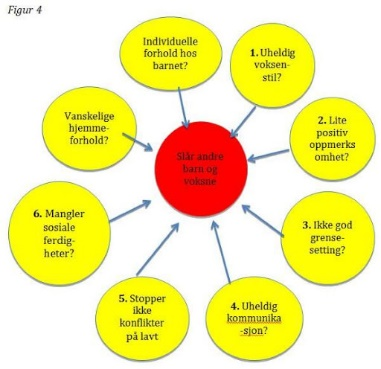 Figur 4
Individuelle
forhold hos
barnet?
1. Uheldig
voksen-
stil?
2. Lite
positiv
oppmerks
omhet?
3. Ikke god
grense-
setting?
4. Uheldig
kommunika
-sjon?
5. Stopper
ikke
konflikter
på lavt
6. Mangler
sosiale
ferdig-
heter?
Vanskelige
hjemme-
forhold?
Slår andre
barn og
voksne